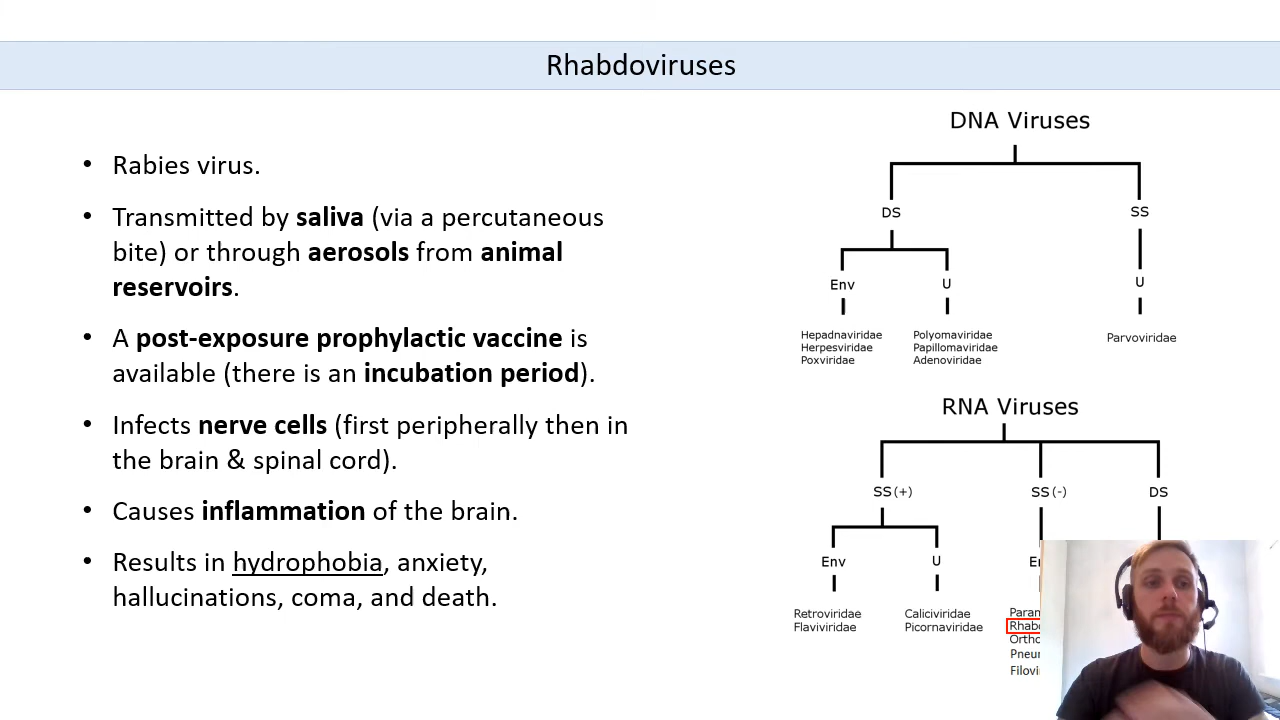 Rhabdoviruses
• Rabies virus.
• Transmitted by saliva (via a percutaneous
bite) or through aerosols from animal
reservoirs.
• A post-exposure prophylactic vaccine is
available (there is an incubation period).
• Infects nerve cells (first peripherally then in
the brain & spinal cord).
• Causes inflammation of the brain.
• Results in hydrophobia, anxiety,
hallucinations, coma, and death.
DNA Viruses
DS SS
Env U U
Hepadnaviridae Polyomaviridae Parvoviridae
Herpesviridae Papillomaviridae
Poxviridae Adenoviridae
RNA Viruses
SS(+) SS(-) DS
Env U
Retroviridae Caliciviridae
Flaviviridae Picornaviridae